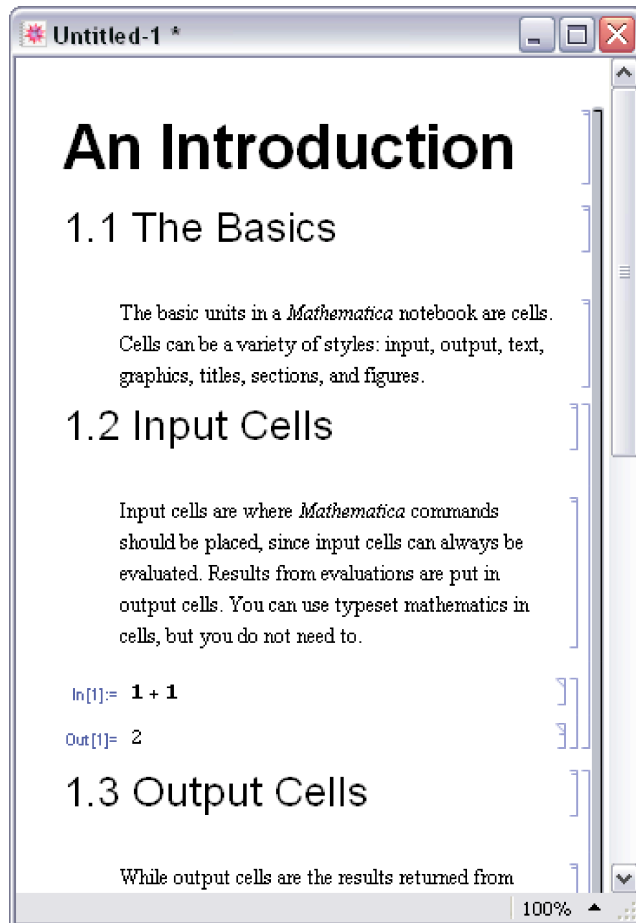 Untitled-1 *
An Introduction
1.1 The Basics
The basic units in a Mathematica notebook are cells.
Cells can be a variety of styles: input, output, text,
graphics, titles, sections, and figures.
1.2 Input Cells
Input cells are where Mathematica commands
should be placed, since input cells can always be
evaluated. Results from evaluations are put in
output cells. You can use typeset mathematics in
cells, but you do not need to.
In[1]:= 1 + 1
Out[1]= 2
1.3 Output Cells
While output cells are the results returned from
100%